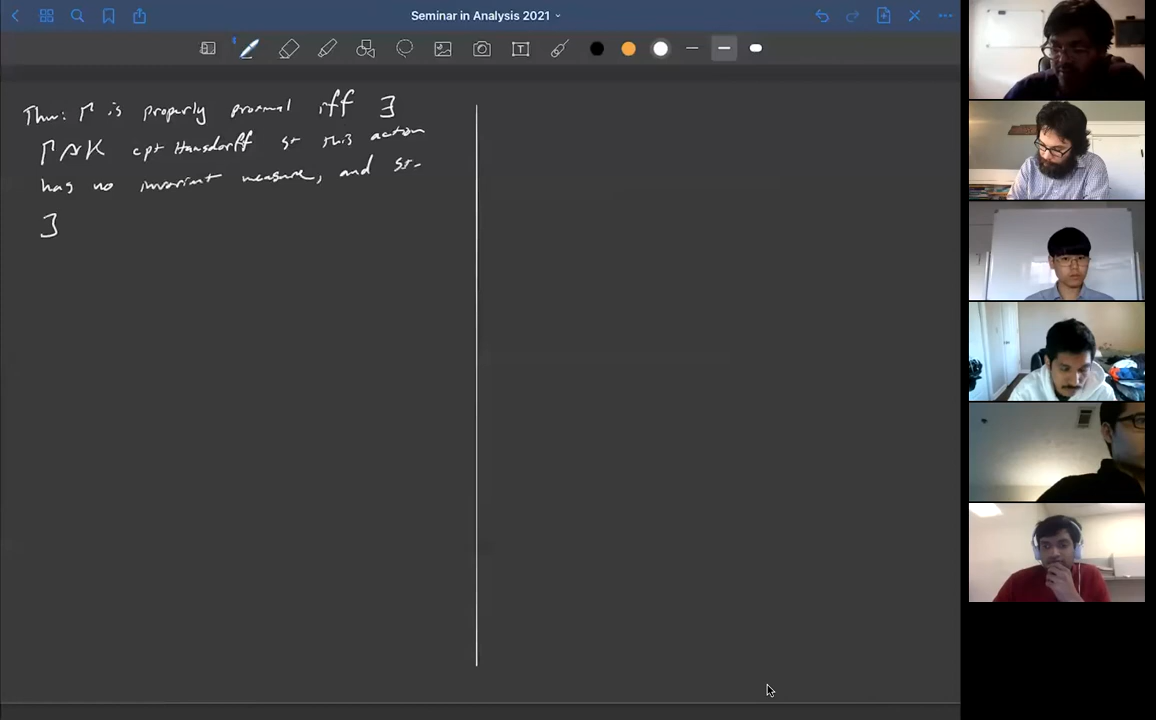 Seminar in Analysis 2021
Thm: Γ is properly proximal iff ∃
Γ↷K cpt Hausdorff st this action
has no invariant measure, and st
∃